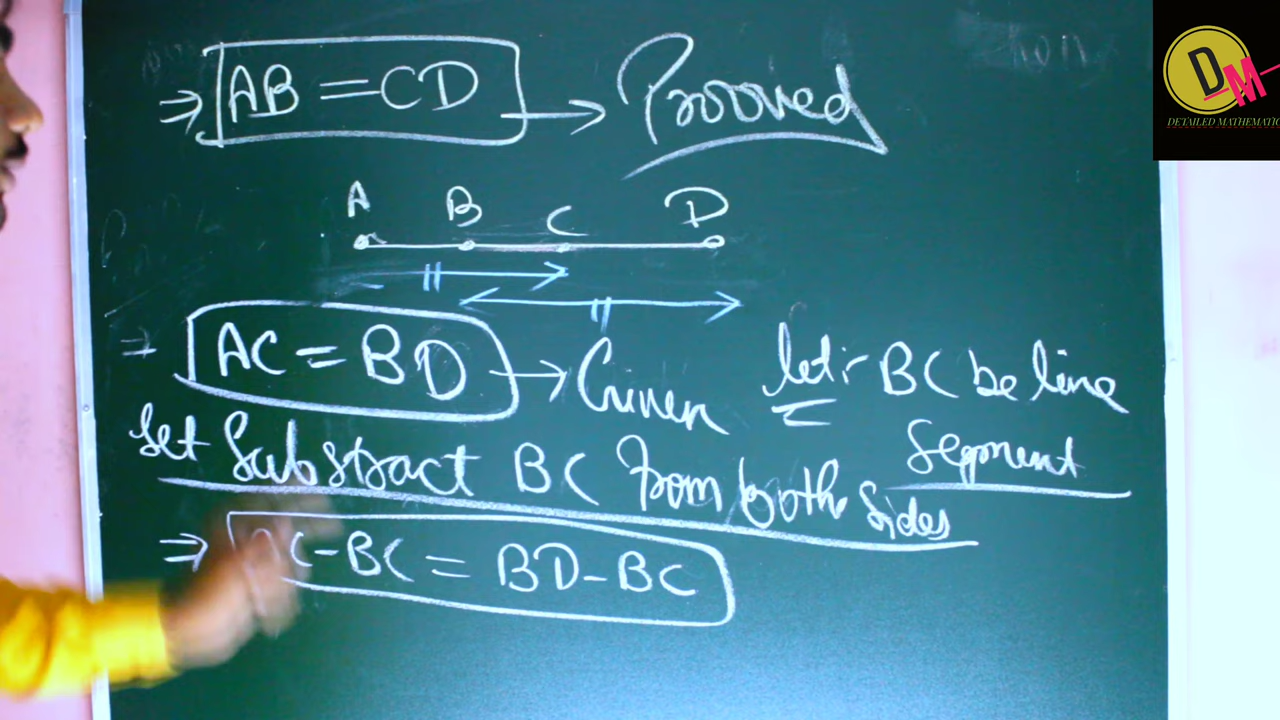 ⇒ AB = CD → Prooved
A B C D
⇒ AC = BD → Given let:- BC be line
Segment
let Substract BC from both sides
⇒ C - BC = BD - BC
DM
DETAILED MATHEMATIC